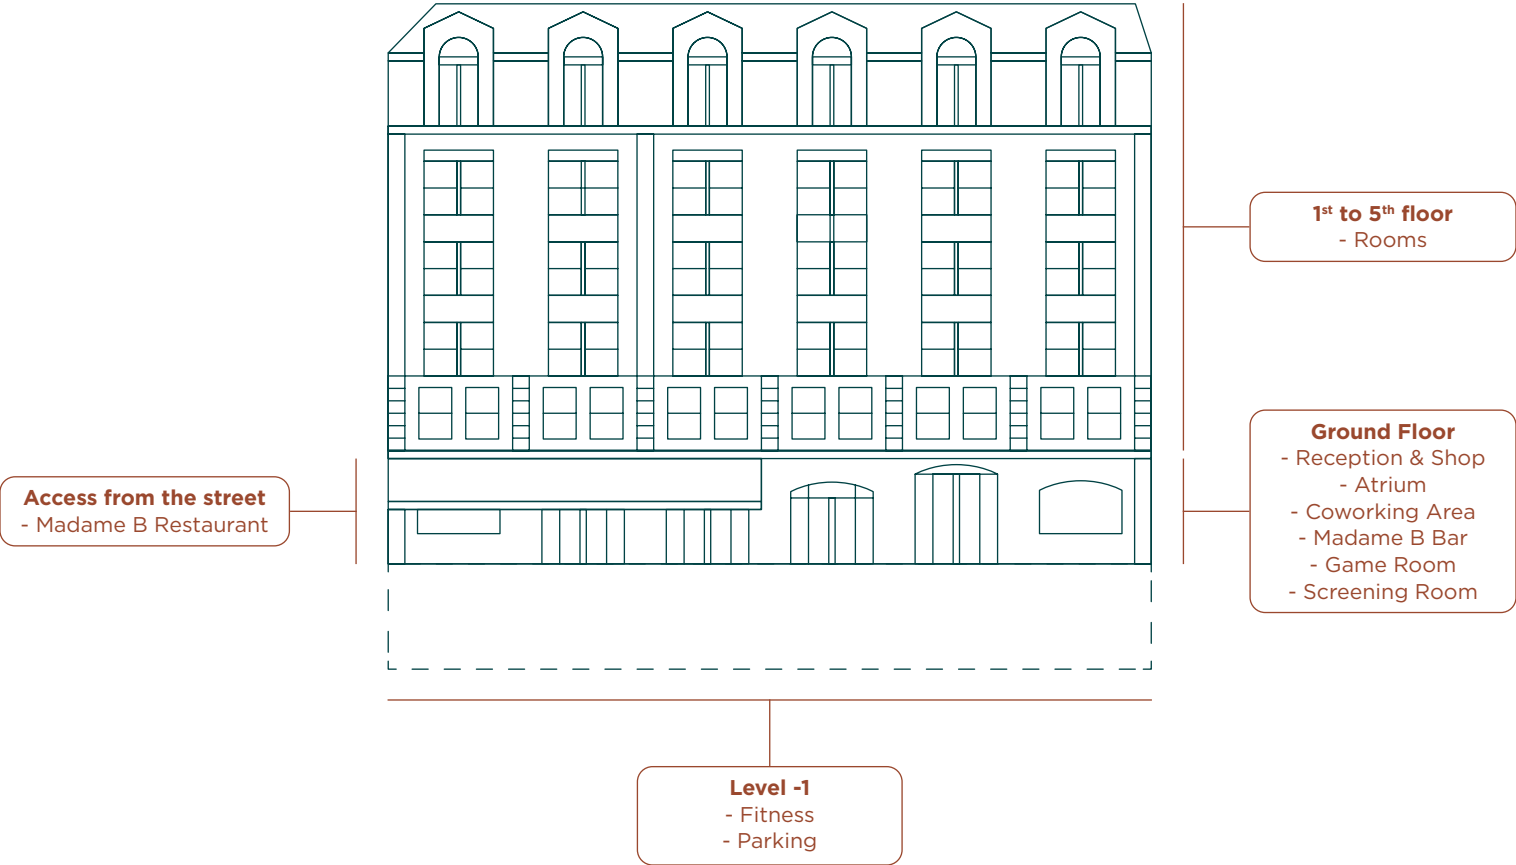 1st to 5th floor
- Rooms
Ground Floor
- Reception & Shop
- Atrium
- Coworking Area
- Madame B Bar
- Game Room
- Screening Room
Access from the street
- Madame B Restaurant
Level -1
- Fitness
- Parking